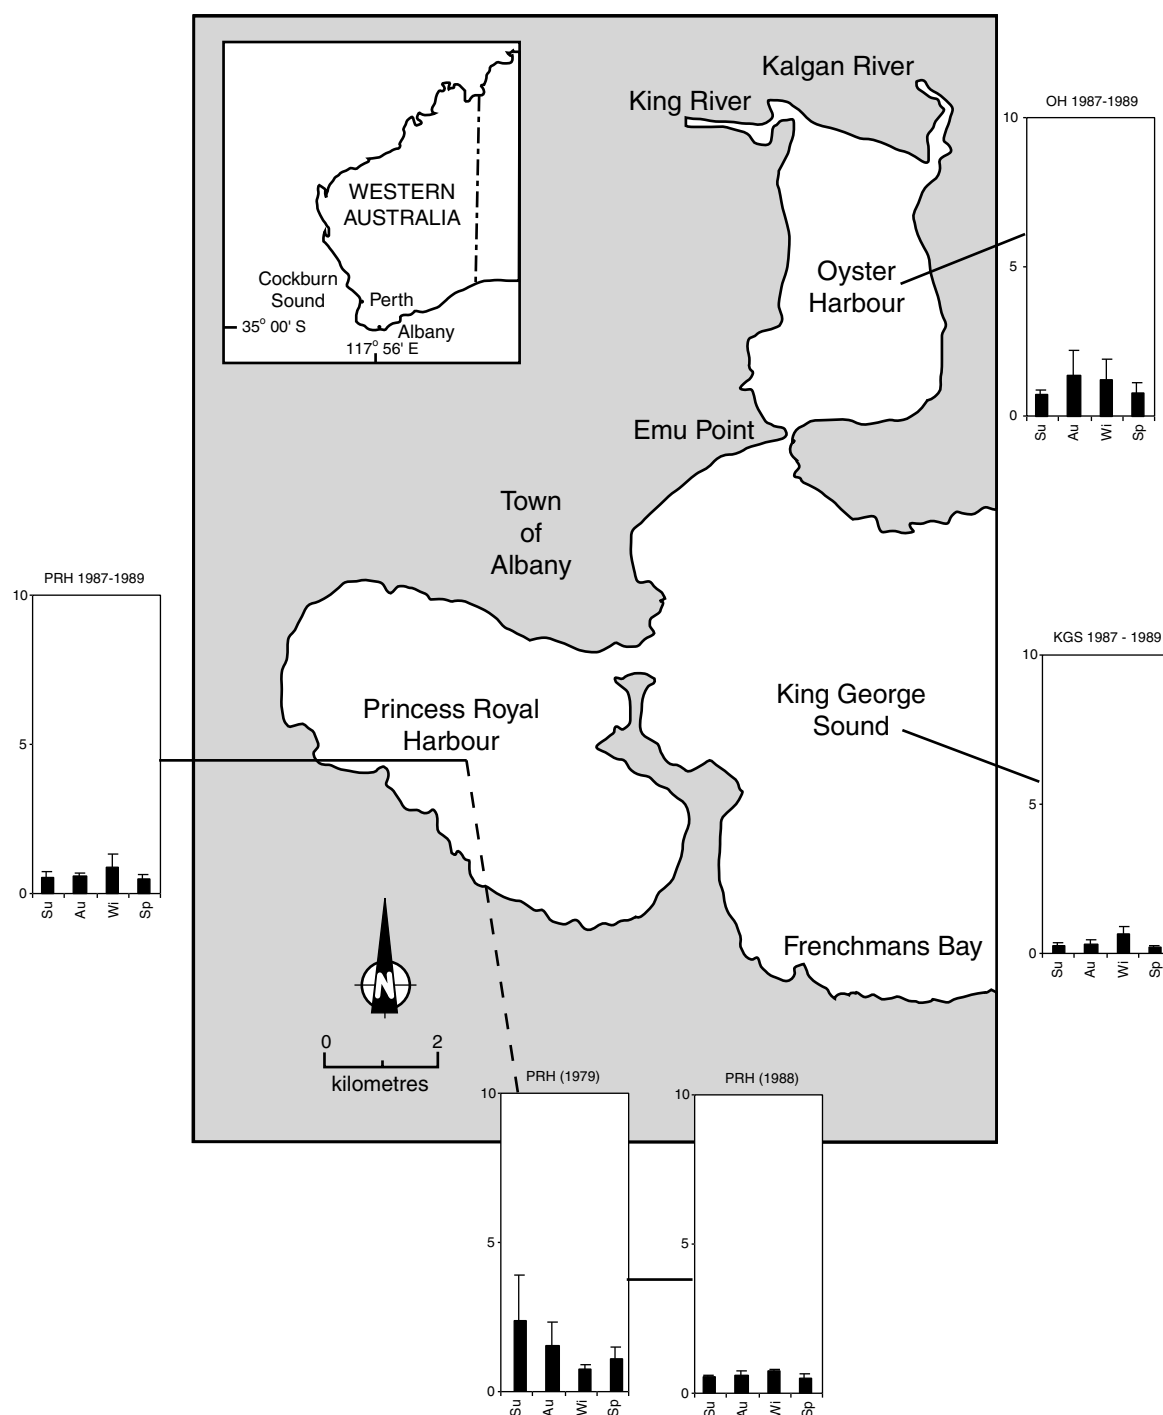 Kalgan River
King River
WESTERN
AUSTRALIA
Cockburn
Sound
Perth
35° 00' S
Albany
117° 56' E
Oyster
Harbour
Emu Point
Town
of
Albany
Princess Royal
Harbour
King George
Sound
Frenchmans Bay
N
0 2
kilometres
OH 1987-1989
10
5
0
Su Au Wi Sp
PRH 1987-1989
10
5
0
Su Au Wi Sp
KGS 1987 - 1989
10
5
0
Su Au Wi Sp
PRH (1979)
10
5
0
Su Au Wi Sp
PRH (1988)
10
5
0
Su Au Wi Sp